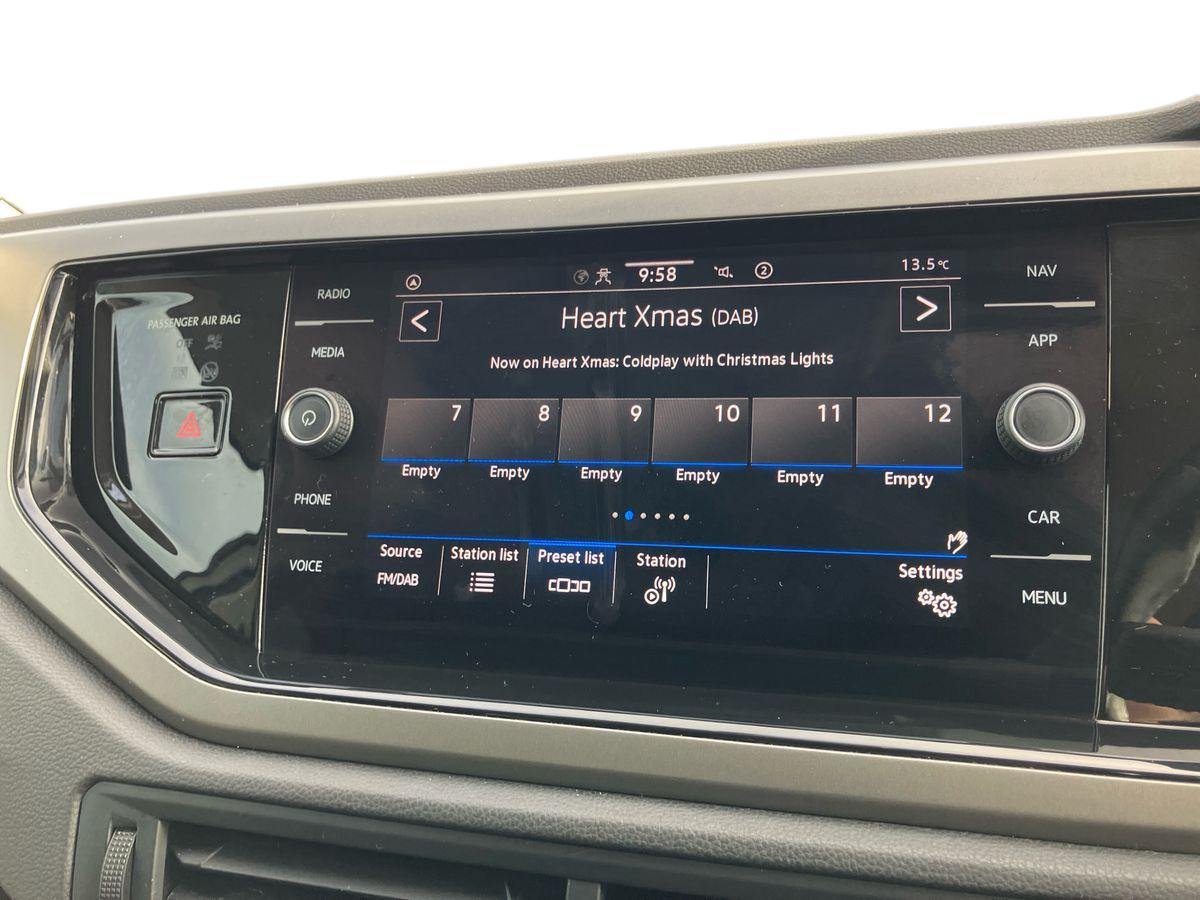 PASSENGER AIR BAG
OFF
RADIO
MEDIA
PHONE
VOICE
9:58
2
13.5°C
<
Heart Xmas (DAB)
>
Now on Heart Xmas: Coldplay with Christmas Lights
7 8 9 10 11 12
Empty Empty Empty Empty Empty Empty
Source Station list Preset list Station Settings
FM/DAB
NAV
APP
CAR
MENU